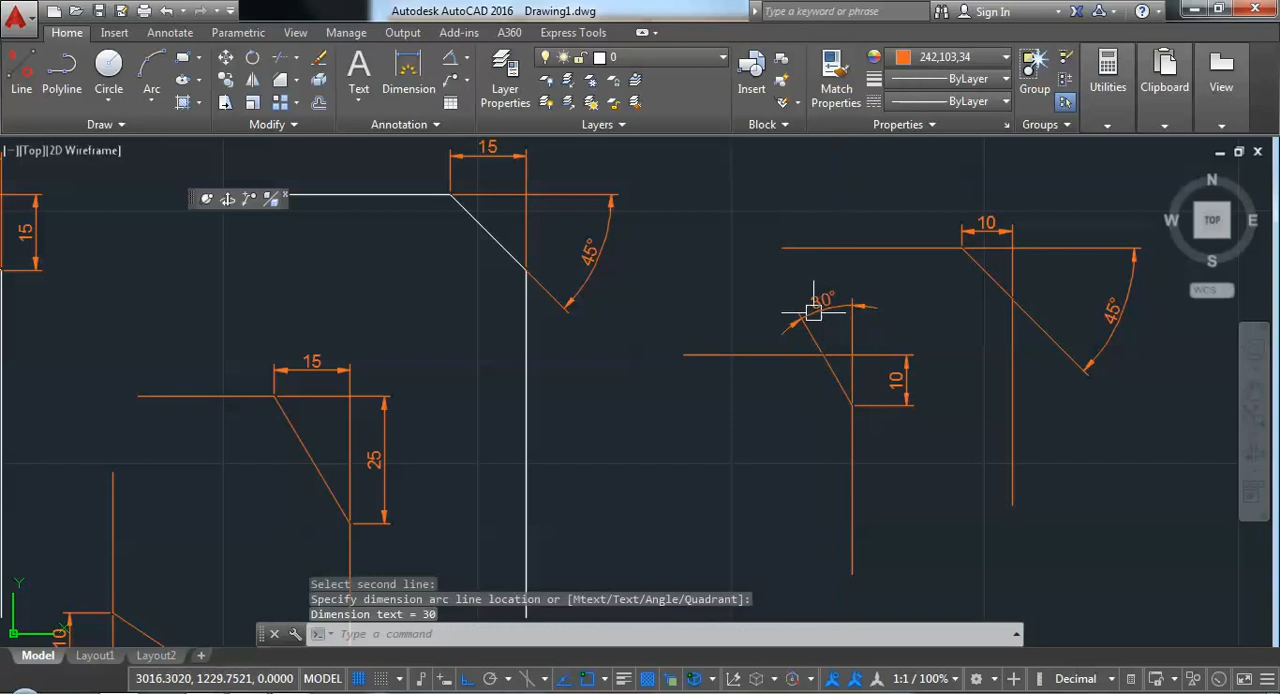 Autodesk AutoCAD 2016 Drawing1.dwg
Type a keyword or phrase
Sign In
Home Insert Annotate Parametric View Manage Output Add-ins A360 Express Tools
Line
Polyline
Circle
Arc
Text
Dimension
Layer
Properties
0
Insert
Match
Properties
242,103,34
ByLayer
ByLayer
Group
Utilities
Clipboard
View
Draw
Modify
Annotation
Layers
Block
Properties
Groups
[−][Top][2D Wireframe]
15
N
W
TOP
E
S
WCS
15
45°
10
45°
30°
10
15
25
10
Y
Select second line:
Specify dimension arc line location or [Mtext/Text/Angle/Quadrant]:
Dimension text = 30
Type a command
Model Layout1 Layout2 +
3016.3020, 1229.7521, 0.0000 MODEL 1:1 / 100% Decimal